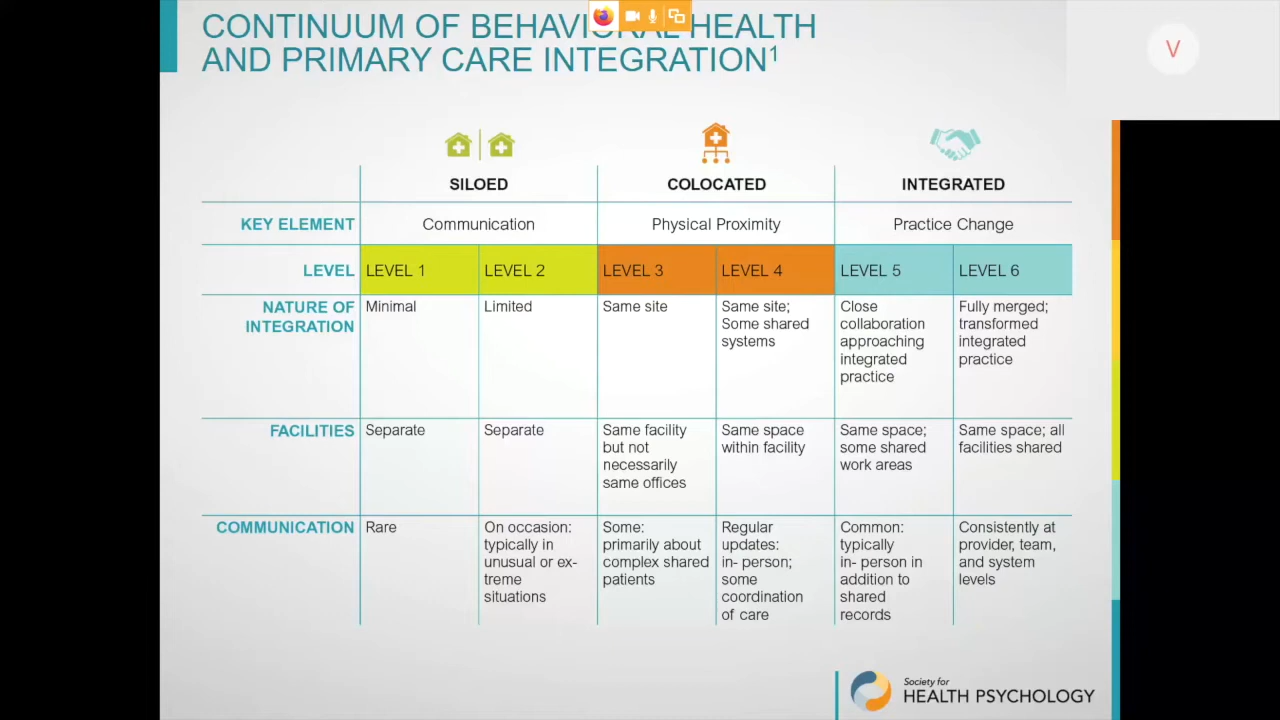 CONTINUUM OF BEHAVIORAL HEALTH
AND PRIMARY CARE INTEGRATION¹
V
SILOED
COLOCATED
INTEGRATED
KEY ELEMENT
Communication
Physical Proximity
Practice Change
LEVEL
LEVEL 1
LEVEL 2
LEVEL 3
LEVEL 4
LEVEL 5
LEVEL 6
NATURE OF
INTEGRATION
Minimal
Limited
Same site
Same site;
Some shared
systems
Close
collaboration
approaching
integrated
practice
Fully merged;
transformed
integrated
practice
FACILITIES
Separate
Separate
Same facility
but not
necessarily
same offices
Same space
within facility
Same space;
some shared
work areas
Same space; all
facilities shared
COMMUNICATION
Rare
On occasion:
typically in
unusual or ex-
treme
situations
Some:
primarily about
complex shared
patients
Regular
updates:
in- person;
some
coordination
of care
Common:
typically
in- person in
addition to
shared
records
Consistently at
provider, team,
and system
levels
Society for
HEALTH PSYCHOLOGY